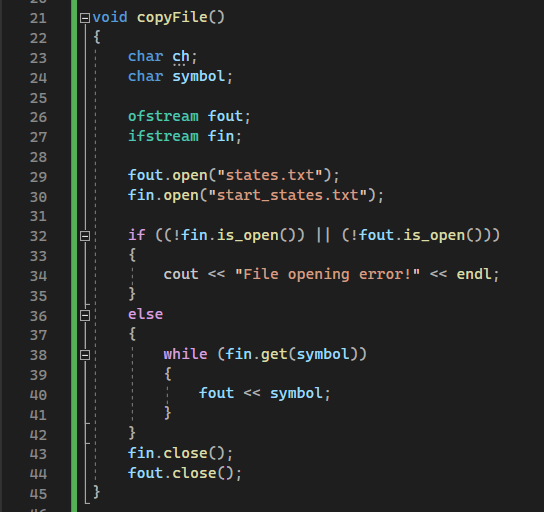 21 void copyFile()
22 {
23 char ch;
24 char symbol;
25
26 ofstream fout;
27 ifstream fin;
28
29 fout.open("states.txt");
30 fin.open("start_states.txt");
31
32 if ((!fin.is_open()) || (!fout.is_open()))
33 {
34 cout << "File opening error!" << endl;
35 }
36 else
37 {
38 while (fin.get(symbol))
39 {
40 fout << symbol;
41 }
42 }
43 fin.close();
44 fout.close();
45 }